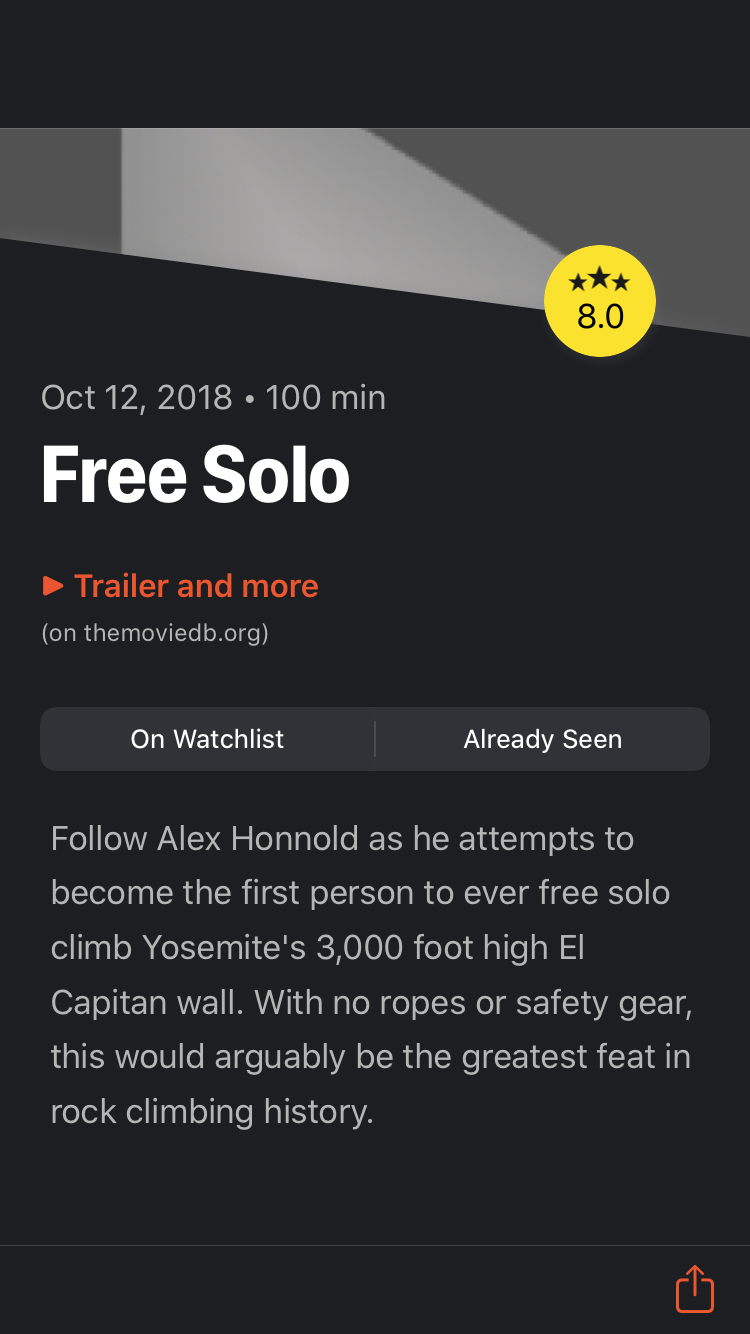 8.0
Oct 12, 2018 • 100 min
Free Solo
Trailer and more
(on themoviedb.org)
On Watchlist
Already Seen
Follow Alex Honnold as he attempts to
become the first person to ever free solo
climb Yosemite's 3,000 foot high El
Capitan wall. With no ropes or safety gear,
this would arguably be the greatest feat in
rock climbing history.